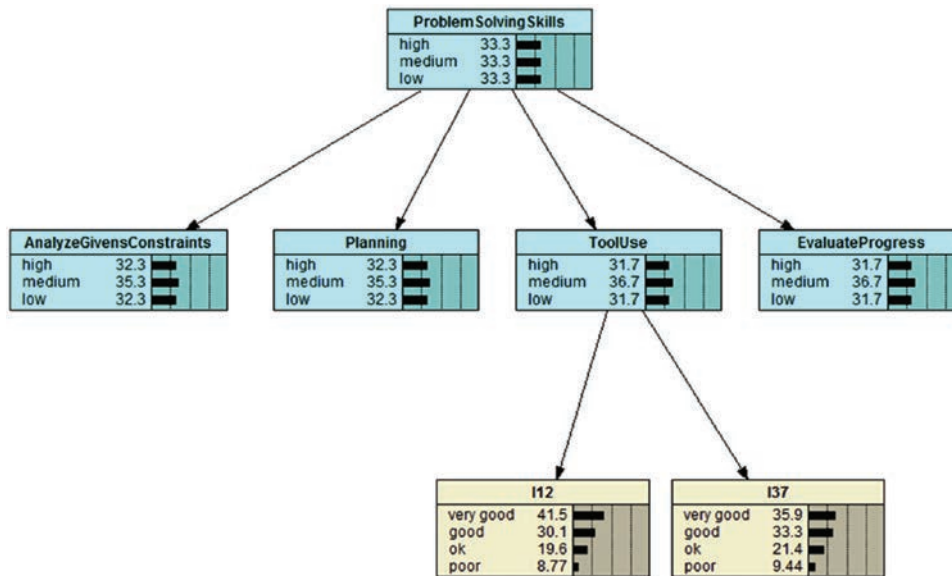 ProblemSolvingSkills
high 33.3
medium 33.3
low 33.3
AnalyzeGivensConstraints
high 32.3
medium 35.3
low 32.3
Planning
high 32.3
medium 35.3
low 32.3
ToolUse
high 31.7
medium 36.7
low 31.7
EvaluateProgress
high 31.7
medium 36.7
low 31.7
I12
very good 41.5
good 30.1
ok 19.6
poor 8.77
I37
very good 35.9
good 33.3
ok 21.4
poor 9.44